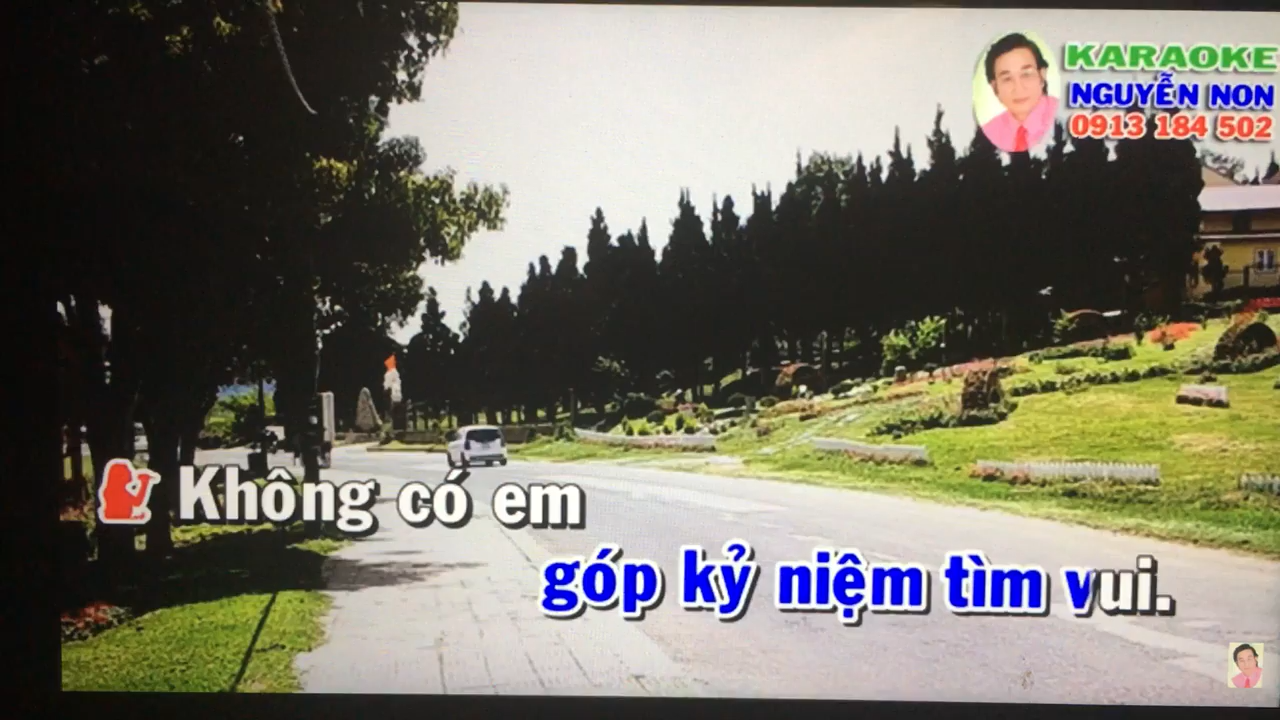 KARAOKE
NGUYỄN NON
0913 184 502
Không có em
góp kỷ niệm tìm vui.